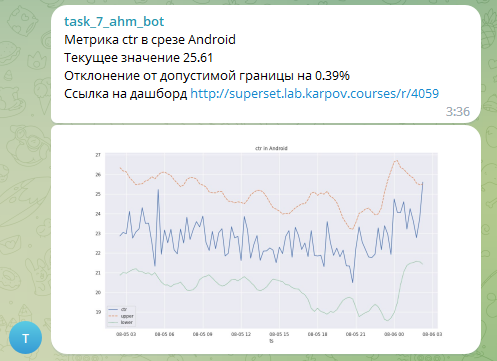 task_7_ahm_bot
Метрика ctr в срезе Android
Текущее значение 25.61
Отклонение от допустимой границы на 0.39%
Ссылка на дашборд http://superset.lab.karpov.courses/r/4059
3:36
ctr in Android
27
26
25
24
23
22
21
20
19
ctr
upper
lower
08-05 03 08-05 06 08-05 09 08-05 12 08-05 15 08-05 18 08-05 21 08-06 00 08-06 03
ts
T